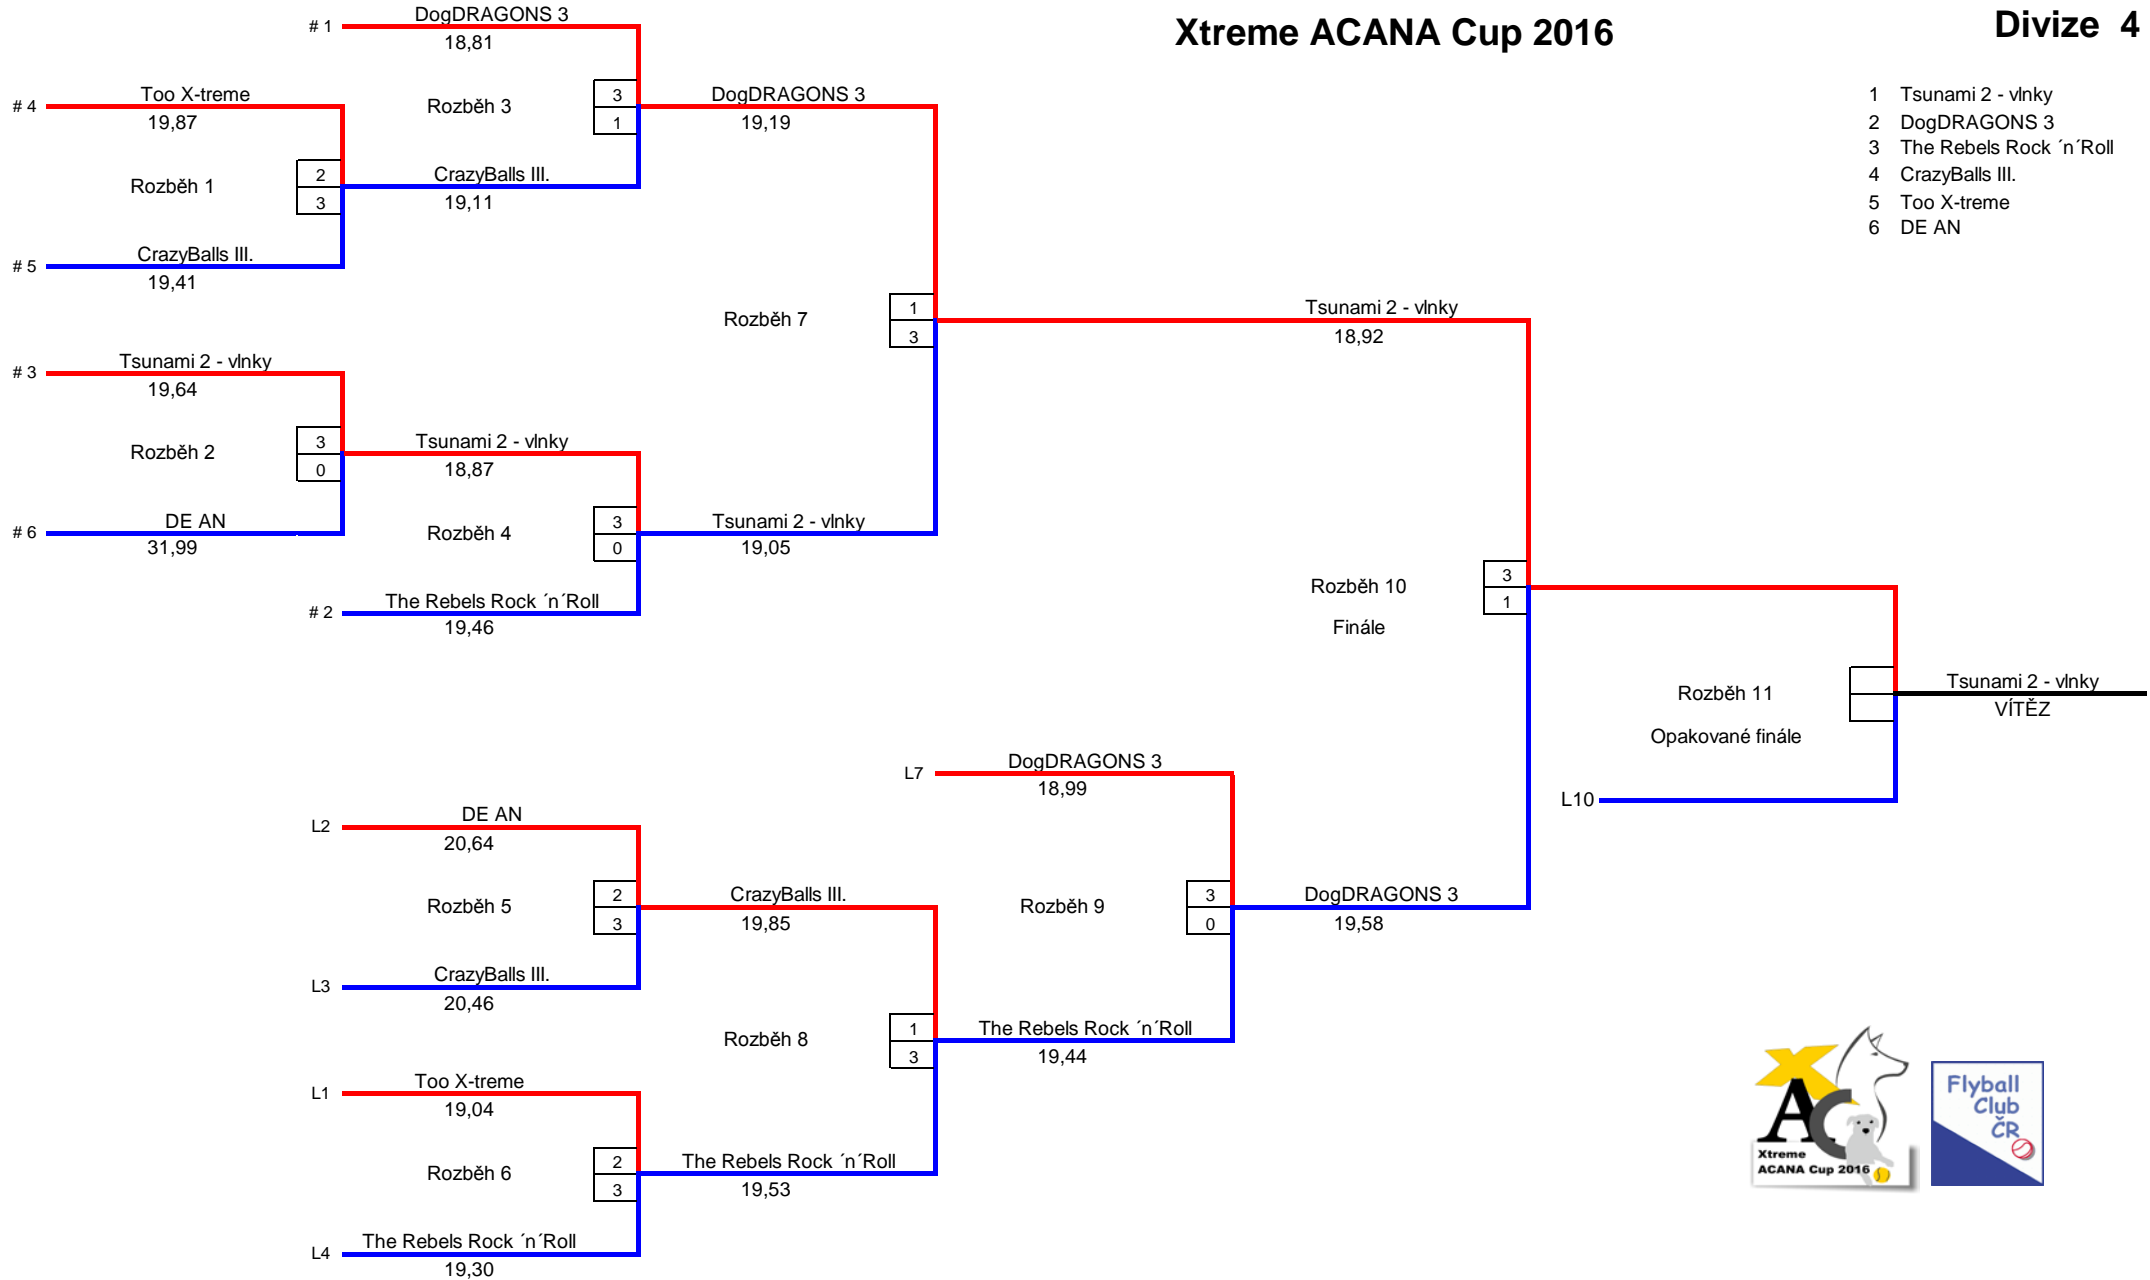 Xtreme ACANA Cup 2016
Divize 4
1 Tsunami 2 - vlnky
2 DogDRAGONS 3
3 The Rebels Rock ´n´Roll
4 CrazyBalls III.
5 Too X-treme
6 DE AN
# 1
DogDRAGONS 3
18,81
# 4
Too X-treme
19,87
Rozběh 3
3
1
DogDRAGONS 3
19,19
Rozběh 1
2
3
CrazyBalls III.
19,11
# 5
CrazyBalls III.
19,41
Rozběh 7
1
3
Tsunami 2 - vlnky
18,92
# 3
Tsunami 2 - vlnky
19,64
Rozběh 2
3
0
Tsunami 2 - vlnky
18,87
# 6
DE AN
31,99
Rozběh 4
3
0
Tsunami 2 - vlnky
19,05
# 2
The Rebels Rock ´n´Roll
19,46
Rozběh 10
Finále
3
1
Rozběh 11
Opakované finále
Tsunami 2 - vlnky
VÍTĚZ
L10
L7
DogDRAGONS 3
18,99
L2
DE AN
20,64
Rozběh 5
2
3
CrazyBalls III.
19,85
Rozběh 9
3
0
DogDRAGONS 3
19,58
L3
CrazyBalls III.
20,46
Rozběh 8
1
3
The Rebels Rock ´n´Roll
19,44
L1
Too X-treme
19,04
Rozběh 6
2
3
The Rebels Rock ´n´Roll
19,53
L4
The Rebels Rock ´n´Roll
19,30
XAC
Xtreme
ACANA Cup 2016
Flyball
Club
ČR